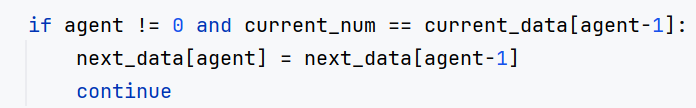 if agent != 0 and current_num == current_data[agent-1]:
    next_data[agent] = next_data[agent-1]
    continue